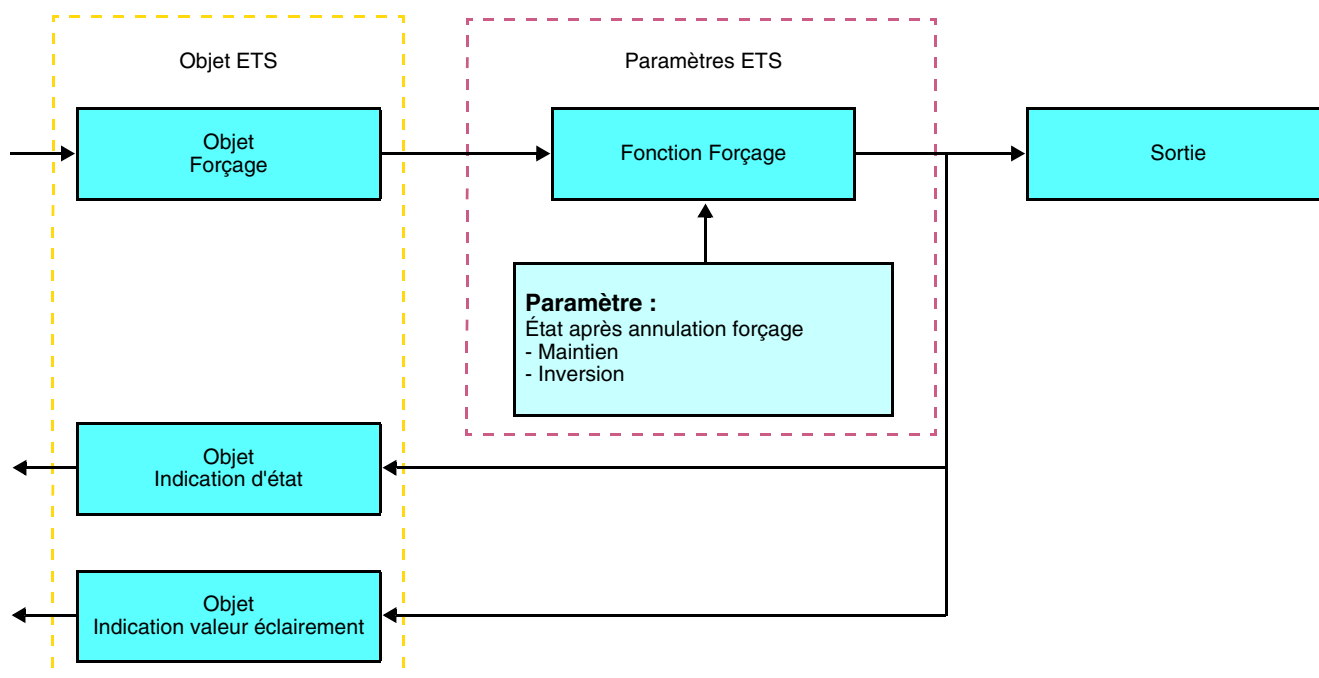 Objet ETS
Paramètres ETS
Objet
Forçage
Fonction Forçage
Sortie
Paramètre :
État après annulation forçage
- Maintien
- Inversion
Objet
Indication d'état
Objet
Indication valeur éclairement